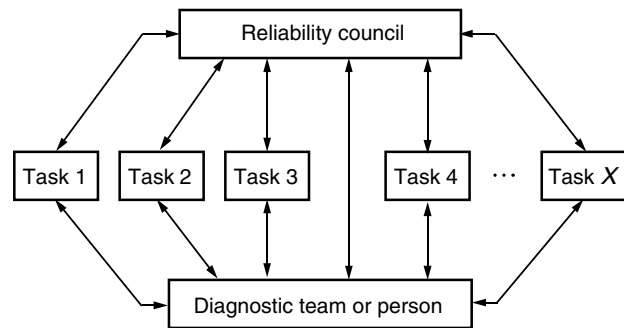 Reliability council
Task 1
Task 2
Task 3
Task 4
...
Task X
Diagnostic team or person